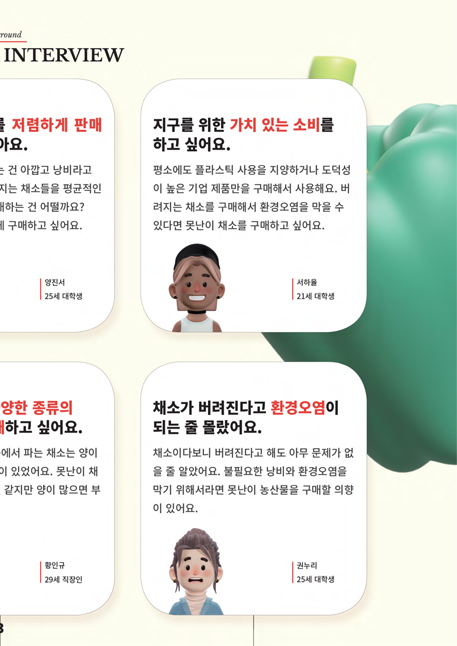 round
INTERVIEW
를 저렴하게 판매
아요.
는 건 아깝고 낭비라고
지는 채소들을 평균적인
매하는 건 어떨까요?
게 구매하고 싶어요.
양진서
25세 대학생
지구를 위한 가치 있는 소비를
하고 싶어요.
평소에도 플라스틱 사용을 지양하거나 도덕성
이 높은 기업 제품만을 구매해서 사용해요. 버
려지는 채소를 구매해서 환경오염을 막을 수
있다면 못난이 채소를 구매하고 싶어요.
서하율
21세 대학생
양한 종류의
하고 싶어요.
에서 파는 채소는 양이
이 있었어요. 못난이 채
같지만 양이 많으면 부
황인규
29세 직장인
채소가 버려진다고 환경오염이
되는 줄 몰랐어요.
채소이다보니 버려진다고 해도 아무 문제가 없
을 줄 알았어요. 불필요한 낭비와 환경오염을
막기 위해서라면 못난이 농산물을 구매할 의향
이 있어요.
권누리
25세 대학생
3